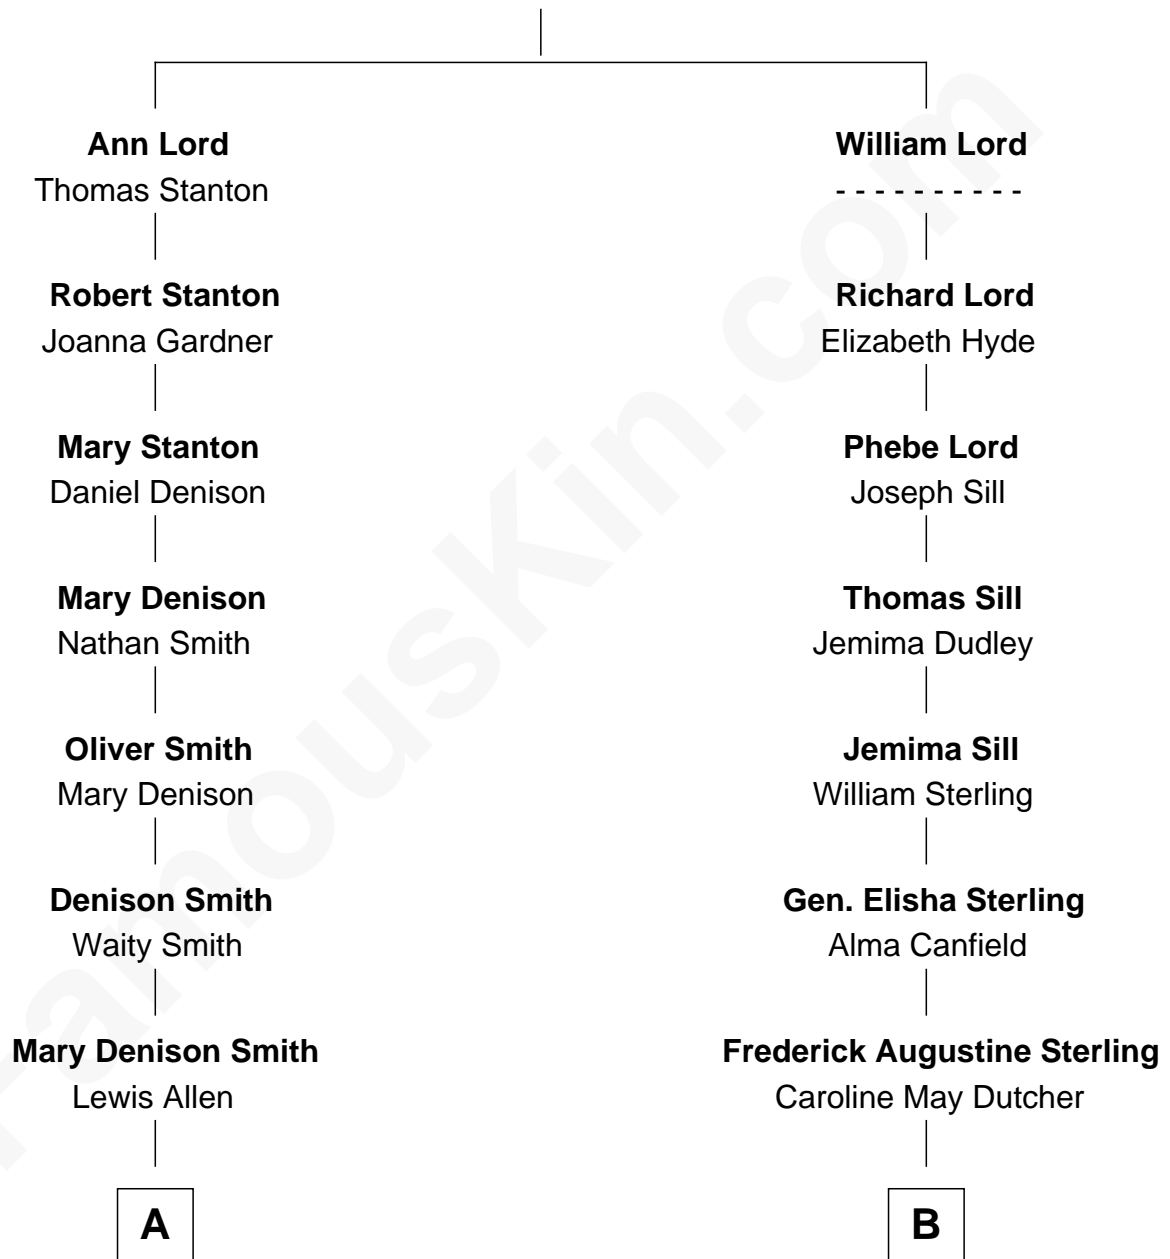 Ann Lord
Thomas Stanton
Robert Stanton
Joanna Gardner
Mary Stanton
Daniel Denison
Mary Denison
Nathan Smith
Oliver Smith
Mary Denison
Denison Smith
Waity Smith
Mary Denison Smith
Lewis Allen
A
William Lord
- - - - - - - - - -
Richard Lord
Elizabeth Hyde
Phebe Lord
Joseph Sill
Thomas Sill
Jemima Dudley
Jemima Sill
William Sterling
Gen. Elisha Sterling
Alma Canfield
Frederick Augustine Sterling
Caroline May Dutcher
B
FamousKin.com